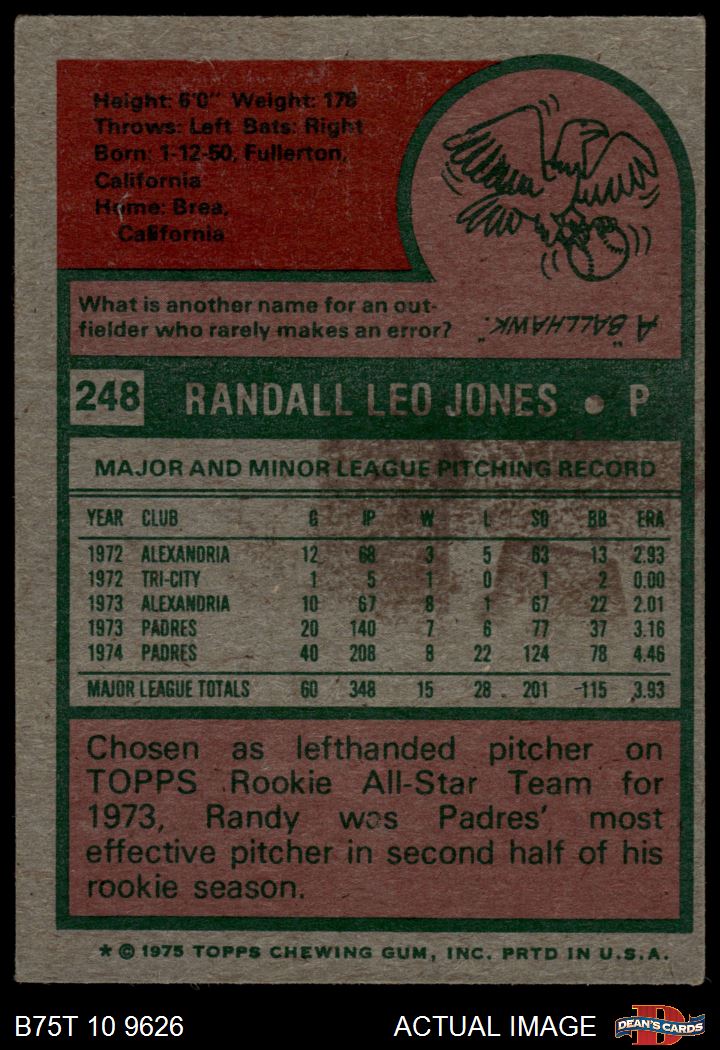 Height: 6'0" Weight: 178
Throws: Left Bats: Right
Born: 1-12-50, Fullerton,
California
Home: Brea,
California
What is another name for an out-
fielder who rarely makes an error?
A "BALLHAWK."
248 RANDALL LEO JONES • P
MAJOR AND MINOR LEAGUE PITCHING RECORD
YEAR CLUB G IP W L SO BB ERA
1972 ALEXANDRIA 12 68 3 5 63 13 2.93
1972 TRI-CITY 1 5 1 0 1 2 0.00
1973 ALEXANDRIA 10 67 8 1 67 22 2.01
1973 PADRES 20 140 7 6 77 37 3.16
1974 PADRES 40 208 8 22 124 78 4.46
MAJOR LEAGUE TOTALS 60 348 15 28 201 115 3.93
Chosen as lefthanded pitcher on
TOPPS Rookie All-Star Team for
1973, Randy was Padres' most
effective pitcher in second half of his
rookie season.
* © 1975 TOPPS CHEWING GUM, INC. PRTD IN U.S.A.
B75T 10 9626 ACTUAL IMAGE DEAN'S CARDS